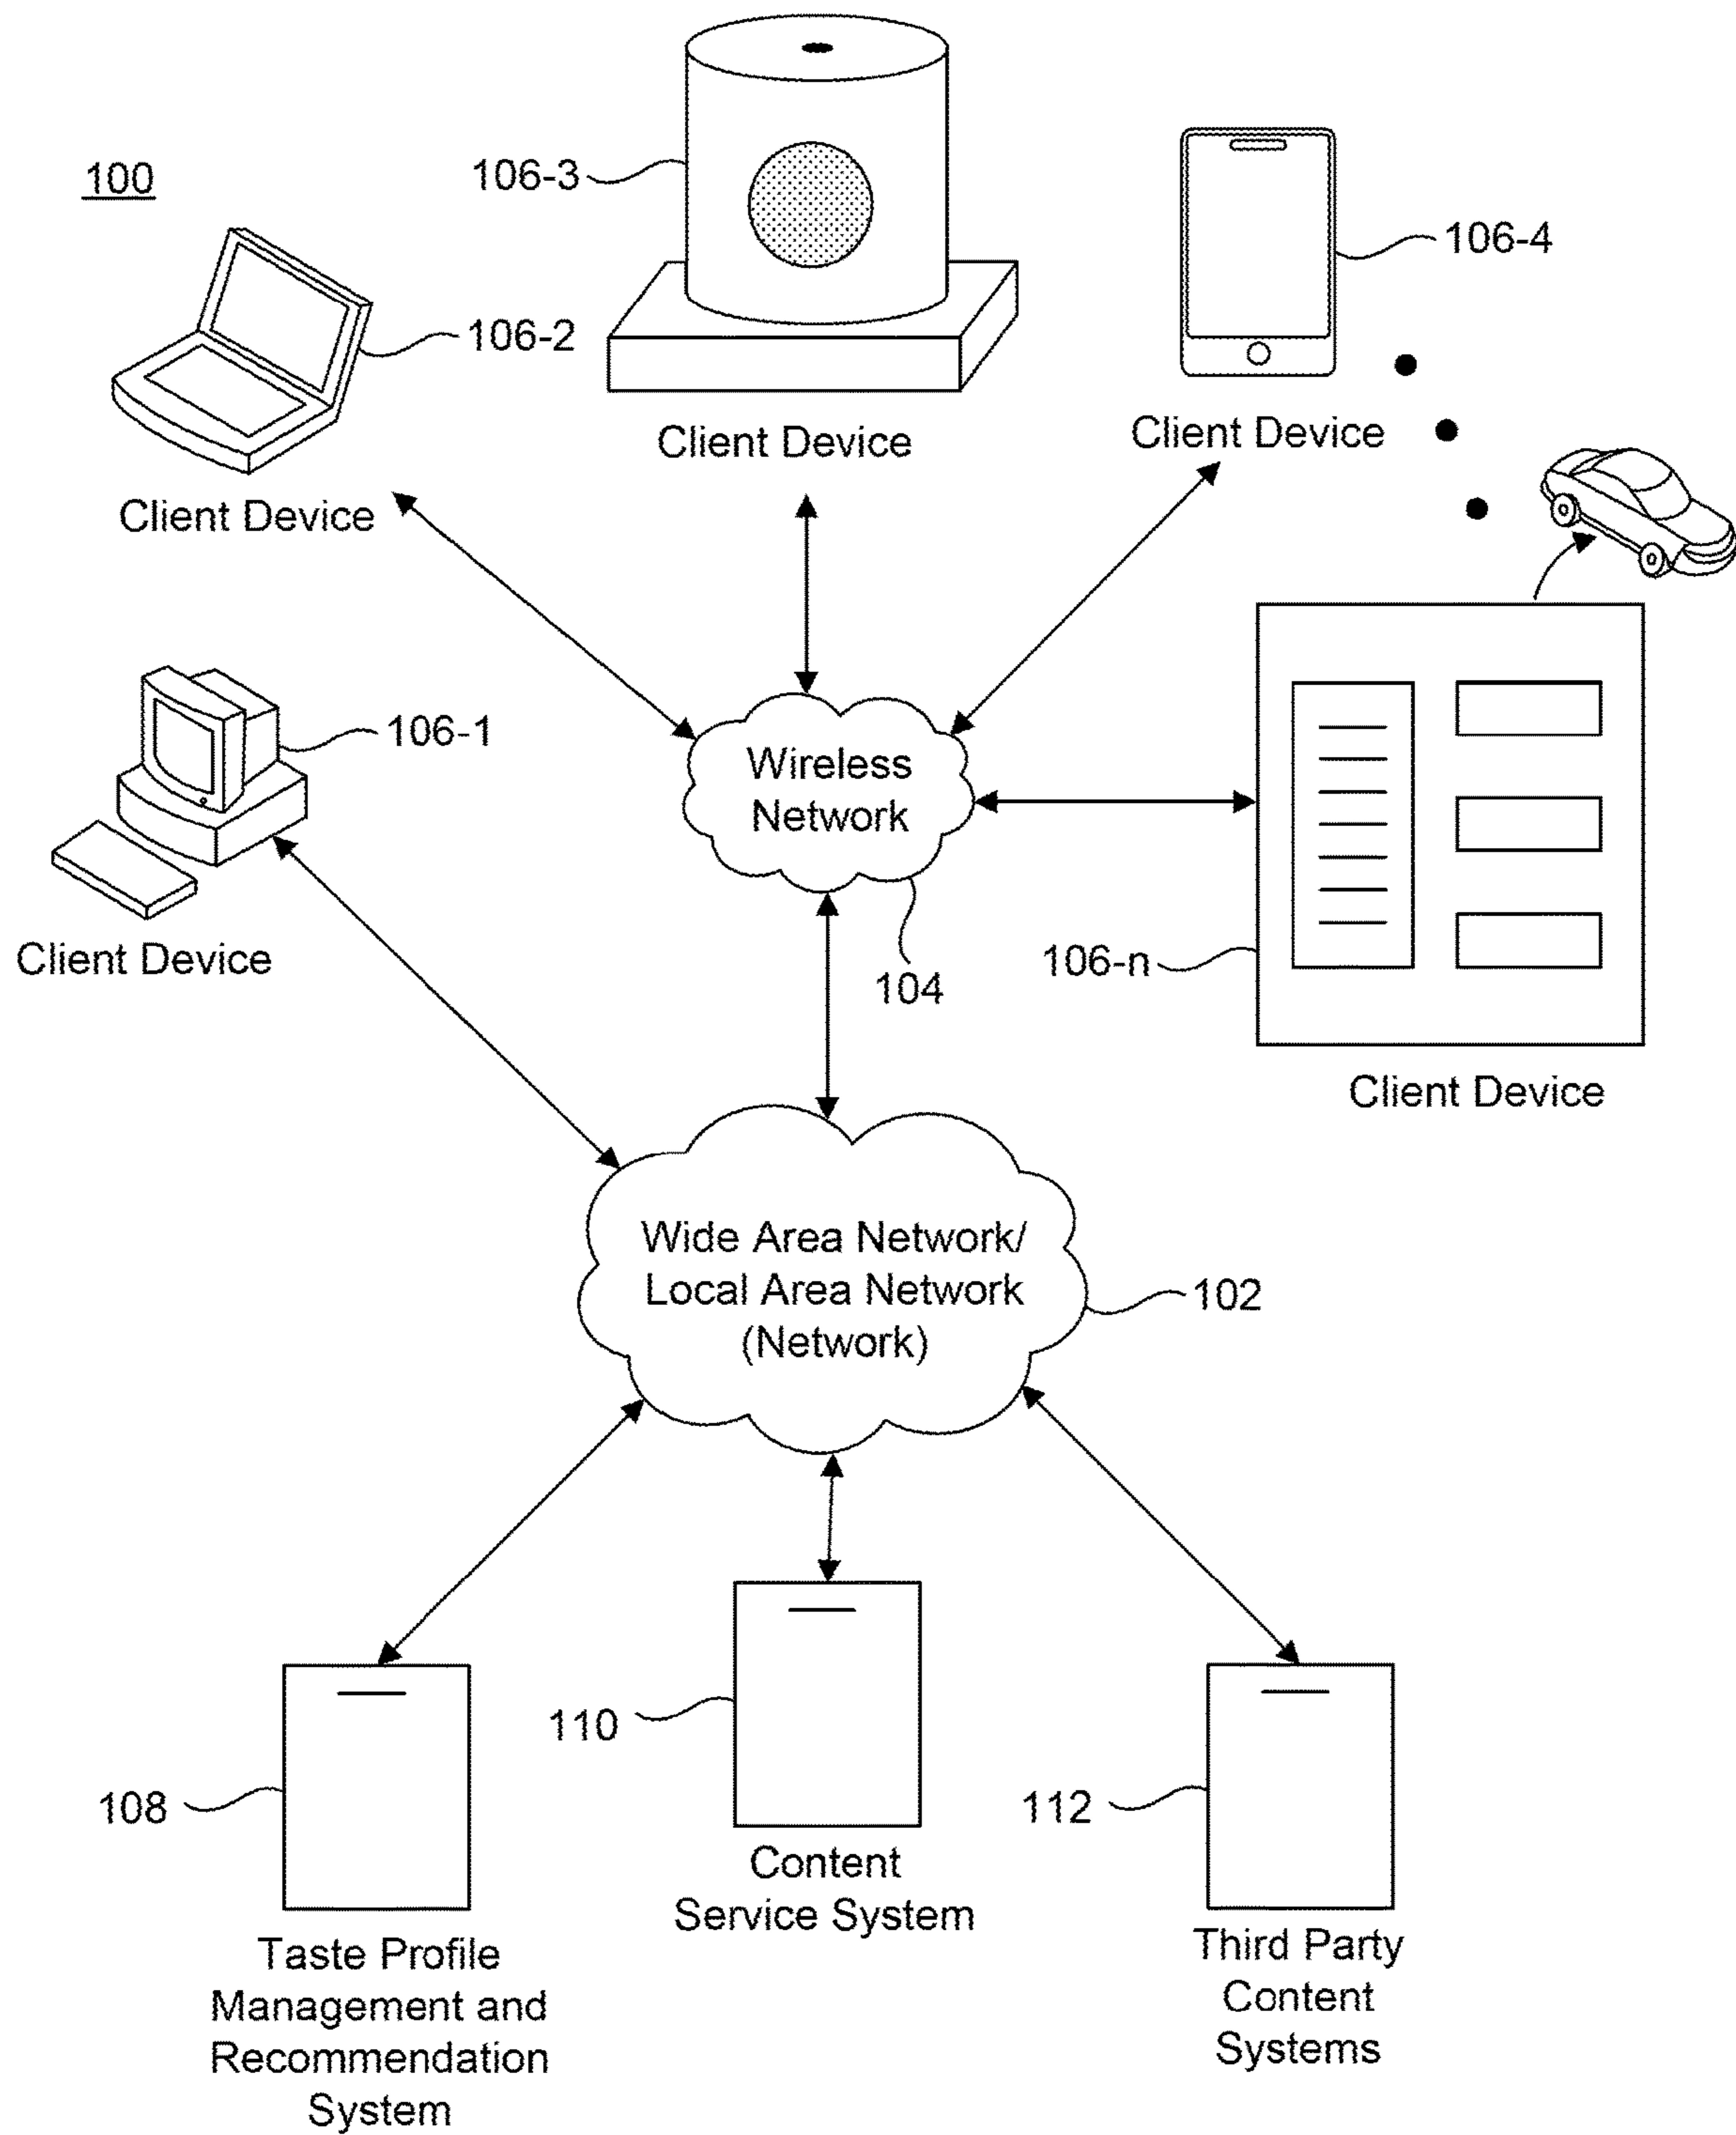 100
106-3
106-4
106-2
Client Device
Client Device
Client Device
106-1
Client Device
Wireless
Network
104
106-n
Client Device
Wide Area Network/
Local Area Network
(Network)
102
108
Taste Profile
Management and
Recommendation
System
110
Content
Service System
112
Third Party
Content
Systems